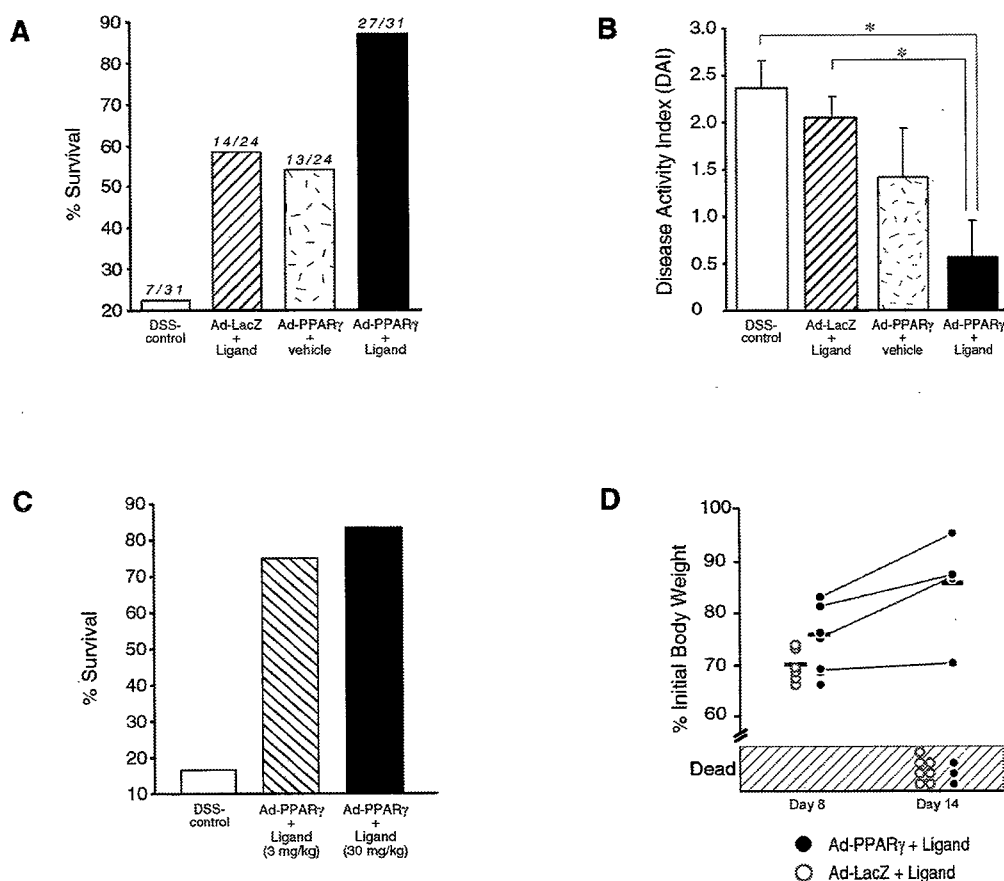 A
% Survival
90
80
70
60
50
40
30
20
7/31
14/24
13/24
27/31
DSS-
control
Ad-LacZ
+
Ligand
Ad-PPARγ
+
vehicle
Ad-PPARγ
+
Ligand
B
Disease Activity Index (DAI)
3.0
2.5
2.0
1.5
1.0
0.5
0
*
*
DSS-
control
Ad-LacZ
+
Ligand
Ad-PPARγ
+
vehicle
Ad-PPARγ
+
Ligand
C
% Survival
90
80
70
60
50
40
30
20
10
DSS-
control
Ad-PPARγ
+
Ligand
(3 mg/kg)
Ad-PPARγ
+
Ligand
(30 mg/kg)
D
% Initial Body Weight
100
90
80
70
60
Dead
Day 8
Day 14
Ad-PPARγ + Ligand
Ad-LacZ + Ligand